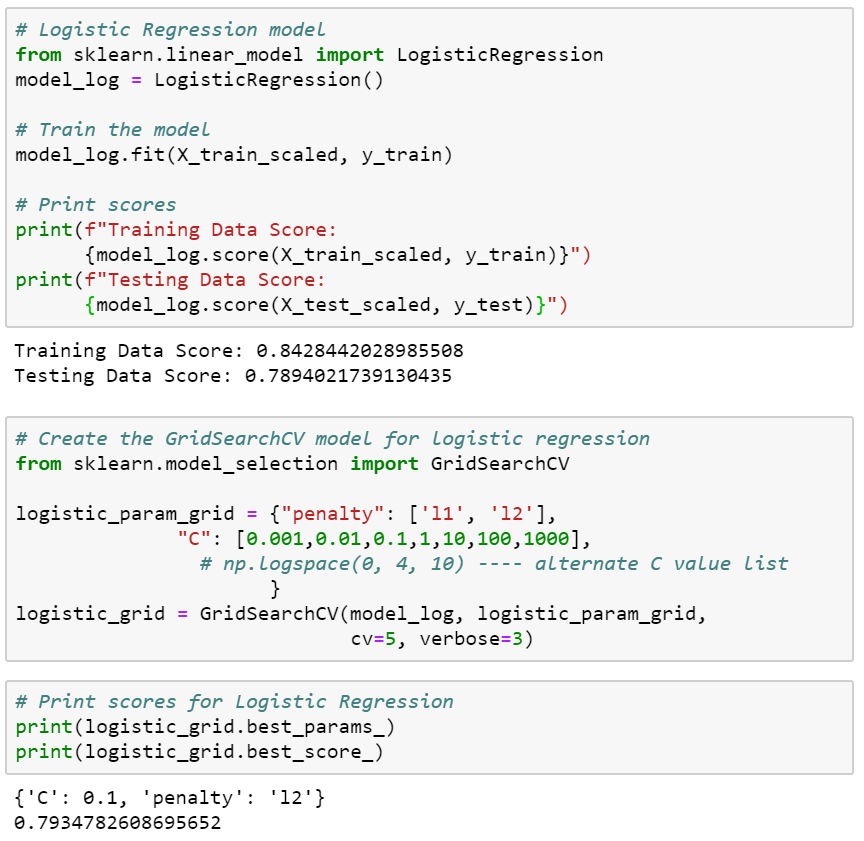 # Logistic Regression model
from sklearn.linear_model import LogisticRegression
model_log = LogisticRegression()
# Train the model
model_log.fit(X_train_scaled, y_train)
# Print scores
print(f"Training Data Score:
{model_log.score(X_train_scaled, y_train)}")
print(f"Testing Data Score:
{model_log.score(X_test_scaled, y_test)}")
Training Data Score: 0.8428442028985508
Testing Data Score: 0.7894021739130435
# Create the GridSearchCV model for logistic regression
from sklearn.model_selection import GridSearchCV
logistic_param_grid = {"penalty": ['l1', 'l2'],
"C": [0.001,0.01,0.1,1,10,100,1000],
# np.logspace(0, 4, 10) ---- alternate C value list
}
logistic_grid = GridSearchCV(model_log, logistic_param_grid,
cv=5, verbose=3)
# Print scores for Logistic Regression
print(logistic_grid.best_params_)
print(logistic_grid.best_score_)
{'C': 0.1, 'penalty': 'l2'}
0.7934782608695652